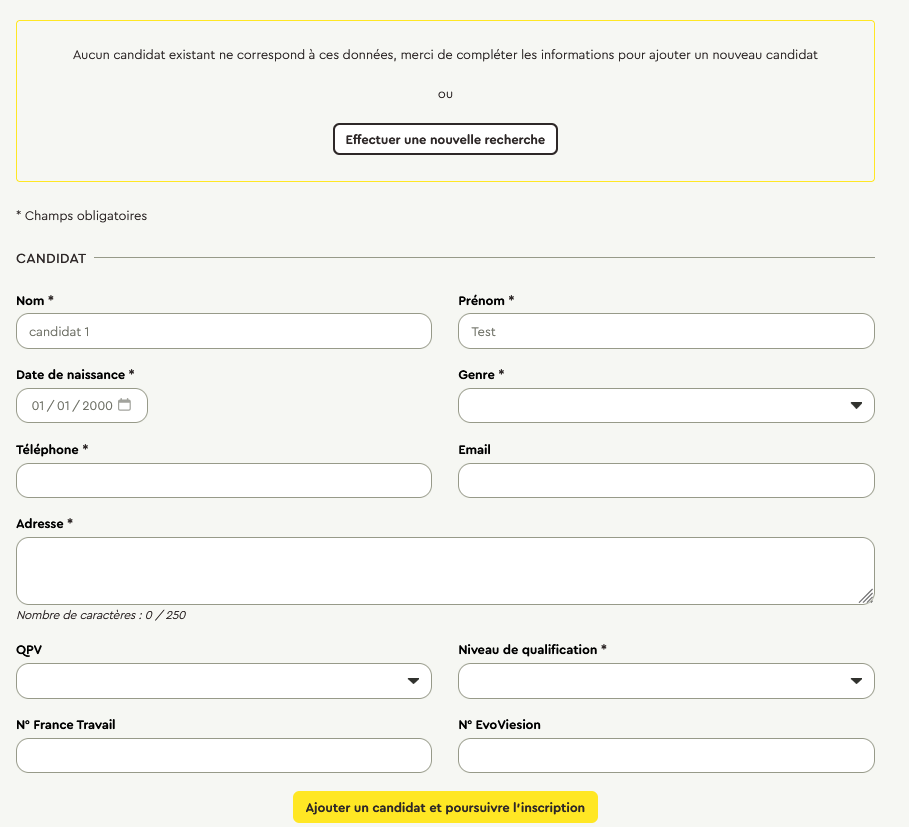 Aucun candidat existant ne correspond à ces données, merci de compléter les informations pour ajouter un nouveau candidat
ou
Effectuer une nouvelle recherche
* Champs obligatoires
CANDIDAT
Nom *
Prénom *
candidat 1
Test
Date de naissance *
Genre *
01 / 01 / 2000
Téléphone *
Email
Adresse *
Nombre de caractères : 0 / 250
QPV
Niveau de qualification *
N° France Travail
N° EvoViesion
Ajouter un candidat et poursuivre l'inscription